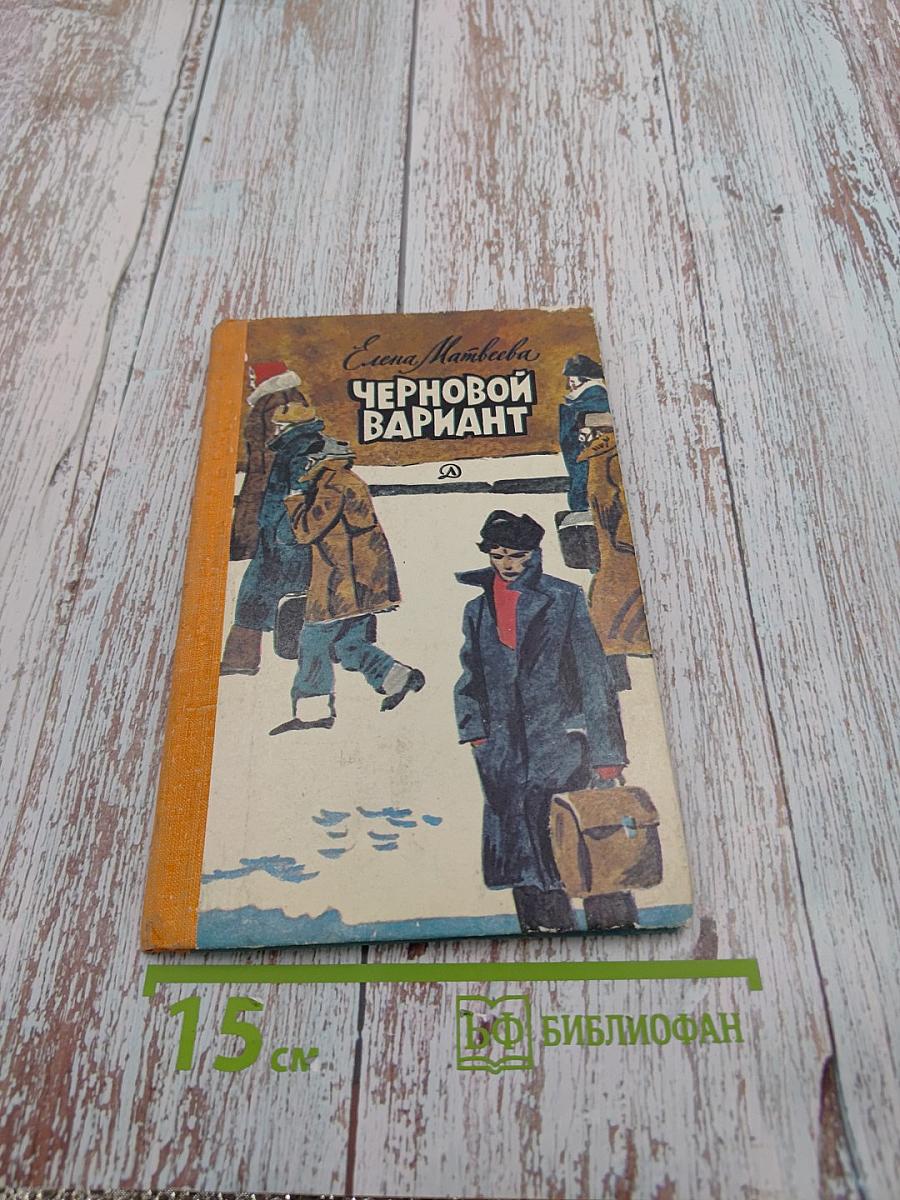 Елена Матвеева
ЧЕРНОВОЙ
ВАРИАНТ
15 см
БФ БИБЛИОФАН